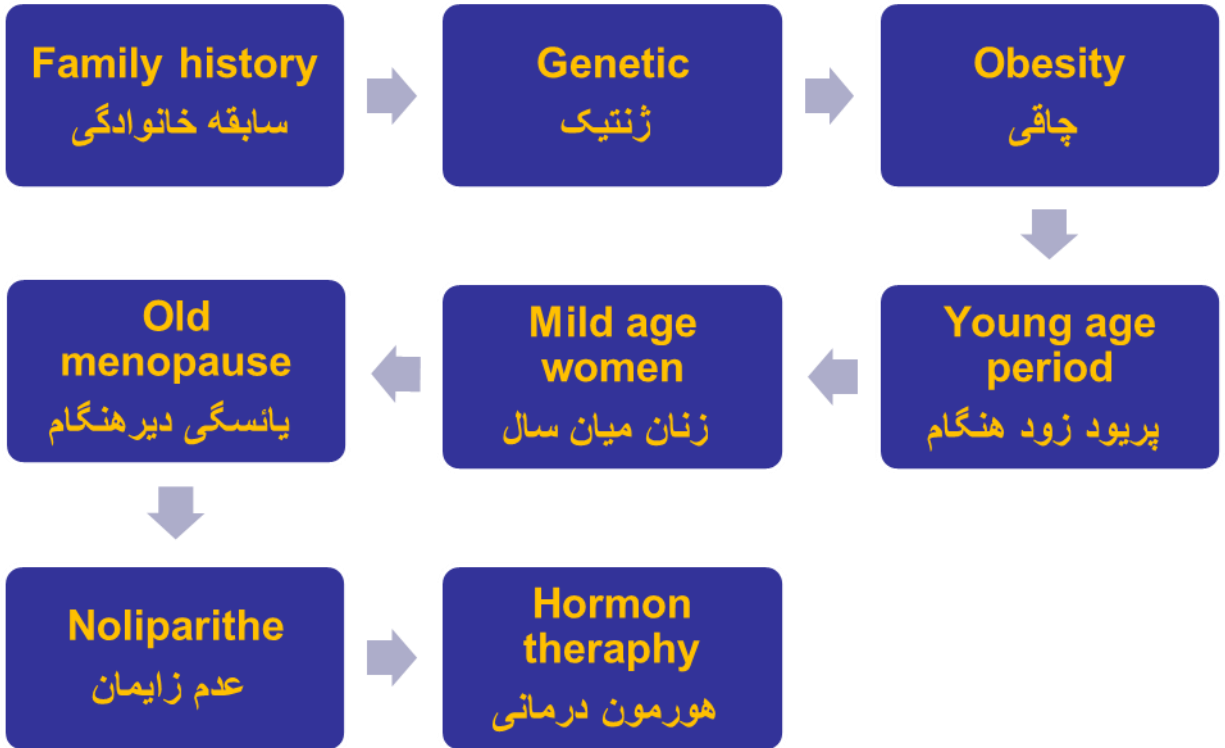 Family history
سابقه خانوادگی
Genetic
ژنتیک
Obesity
چاقی
Young age
period
پریود زود هنگام
Mild age
women
زنان میان سال
Old
menopause
یائسگی دیرهنگام
Noliparithe
عدم زایمان
Hormon
theraphy
هورمون درمانی